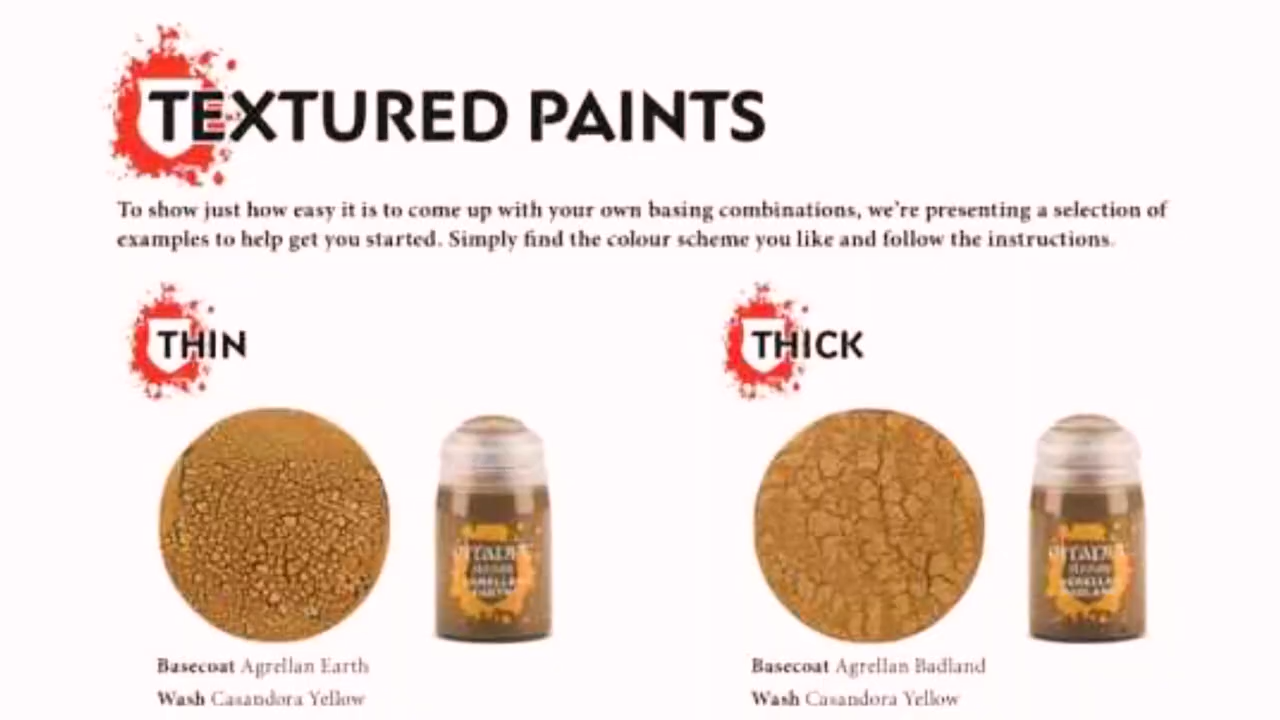 TEXTURED PAINTS
To show just how easy it is to come up with your own basing combinations, we're presenting a selection of
examples to help get you started. Simply find the colour scheme you like and follow the instructions.
THIN
THICK
CITADEL
CITADEL
Basecoat Agrellan Earth
Wash Casandora Yellow
Basecoat Agrellan Badland
Wash Casandora Yellow